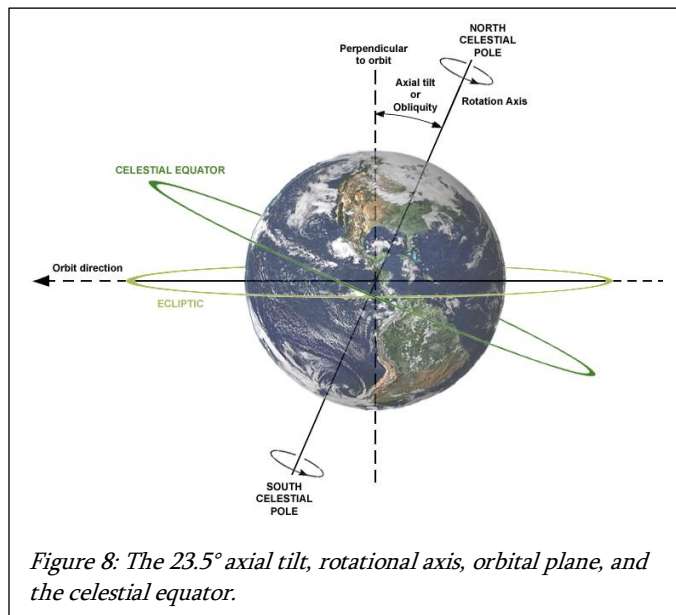 NORTH
CELESTIAL
POLE
Perpendicular
to orbit
Axial tilt
or
Obliquity
Rotation Axis
CELESTIAL EQUATOR
Orbit direction
ECLIPTIC
SOUTH
CELESTIAL
POLE
Figure 8: The 23.5° axial tilt, rotational axis, orbital plane, and
the celestial equator.